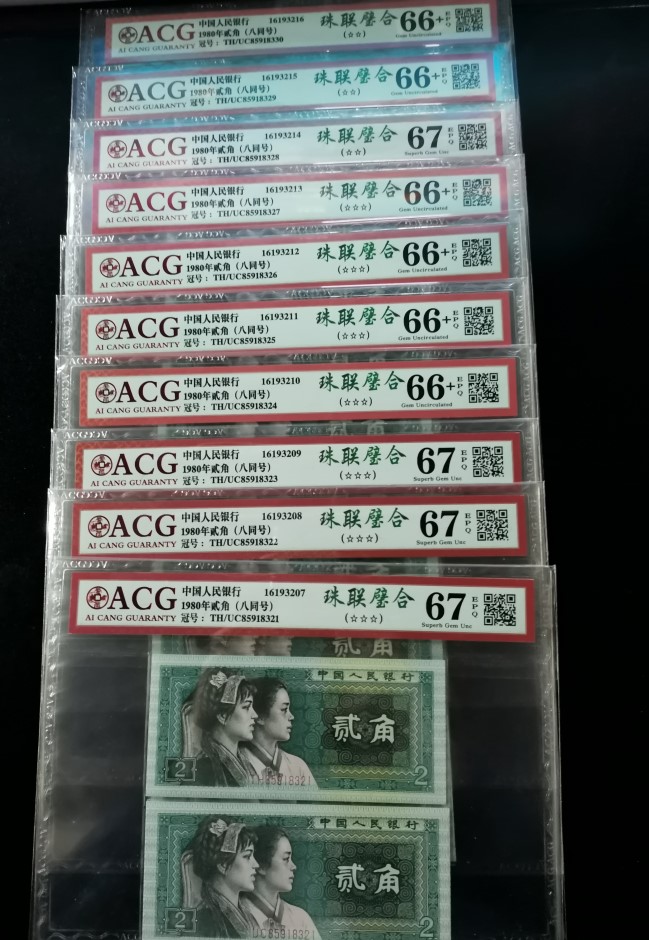 ACG
AI CANG GUARANTY
中国人民银行 16193216
1980年贰角（八同号）
冠号：TH/UC85918330
珠联璧合
(☆☆)
66+
EPQ
Gem Uncirculated
ACG
AI CANG GUARANTY
中国人民银行 16193215
1980年贰角（八同号）
冠号：TH/UC85918329
珠联璧合
(☆☆)
66+
EPQ
Gem Uncirculated
ACG
AI CANG GUARANTY
中国人民银行 16193214
1980年贰角（八同号）
冠号：TH/UC85918328
珠联璧合
(☆☆)
67
EPQ
Superb Gem Unc
ACG
AI CANG GUARANTY
中国人民银行 16193213
1980年贰角（八同号）
冠号：TH/UC85918327
珠联璧合
(☆☆☆)
66+
EPQ
Gem Uncirculated
ACG
AI CANG GUARANTY
中国人民银行 16193212
1980年贰角（八同号）
冠号：TH/UC85918326
珠联璧合
(☆☆☆)
66+
EPQ
Gem Uncirculated
ACG
AI CANG GUARANTY
中国人民银行 16193211
1980年贰角（八同号）
冠号：TH/UC85918325
珠联璧合
(☆☆☆)
66+
EPQ
Gem Uncirculated
ACG
AI CANG GUARANTY
中国人民银行 16193210
1980年贰角（八同号）
冠号：TH/UC85918324
珠联璧合
(☆☆☆)
66+
EPQ
Gem Uncirculated
ACG
AI CANG GUARANTY
中国人民银行 16193209
1980年贰角（八同号）
冠号：TH/UC85918323
珠联璧合
(☆☆☆)
67
EPQ
Superb Gem Unc
ACG
AI CANG GUARANTY
中国人民银行 16193208
1980年贰角（八同号）
冠号：TH/UC85918322
珠联璧合
(☆☆☆)
67
EPQ
Superb Gem Unc
ACG
AI CANG GUARANTY
中国人民银行 16193207
1980年贰角（八同号）
冠号：TH/UC85918321
珠联璧合
(☆☆☆)
67
EPQ
Superb Gem Unc
贰角
中国人民银行
贰角
2
TH85918321
2
中国人民银行
贰角
2
UC85918321
2